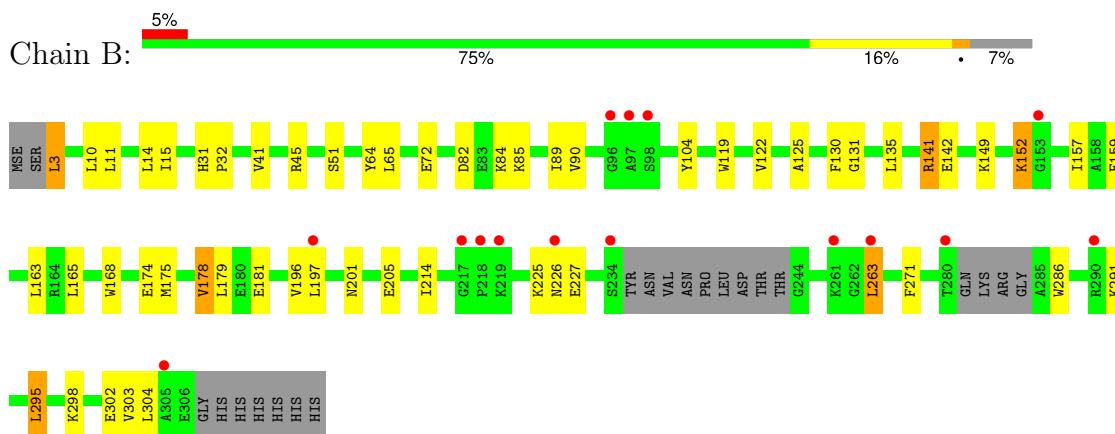 5%
Chain B:
75% 16% • 7%
MSE SER L3 L10 L11 L14 I15 H31 P32 V41 R45 S51 Y64 L65 E72 D82 E83 K84 K85 I89 V90 G96 A97 S98 Y104 W119 V122 A125 F130 G131 L135 R141 E142 K149 K152 G153 I157 A158 E159
L163 R164 L165 W168 E174 M175 V178 L179 E180 E181 V196 L197 N201 E205 I214 G217 P218 K219 K225 N226 E227 S234 TYR ASN VAL ASN PRO LEU ASP THR THR G244 K261 G262 L263 F271 T280 GLN LYS ARG GLY A285 W286 R290 K291
L295 K298 E302 V303 L304 A305 E306 GLY HIS HIS HIS HIS HIS HIS